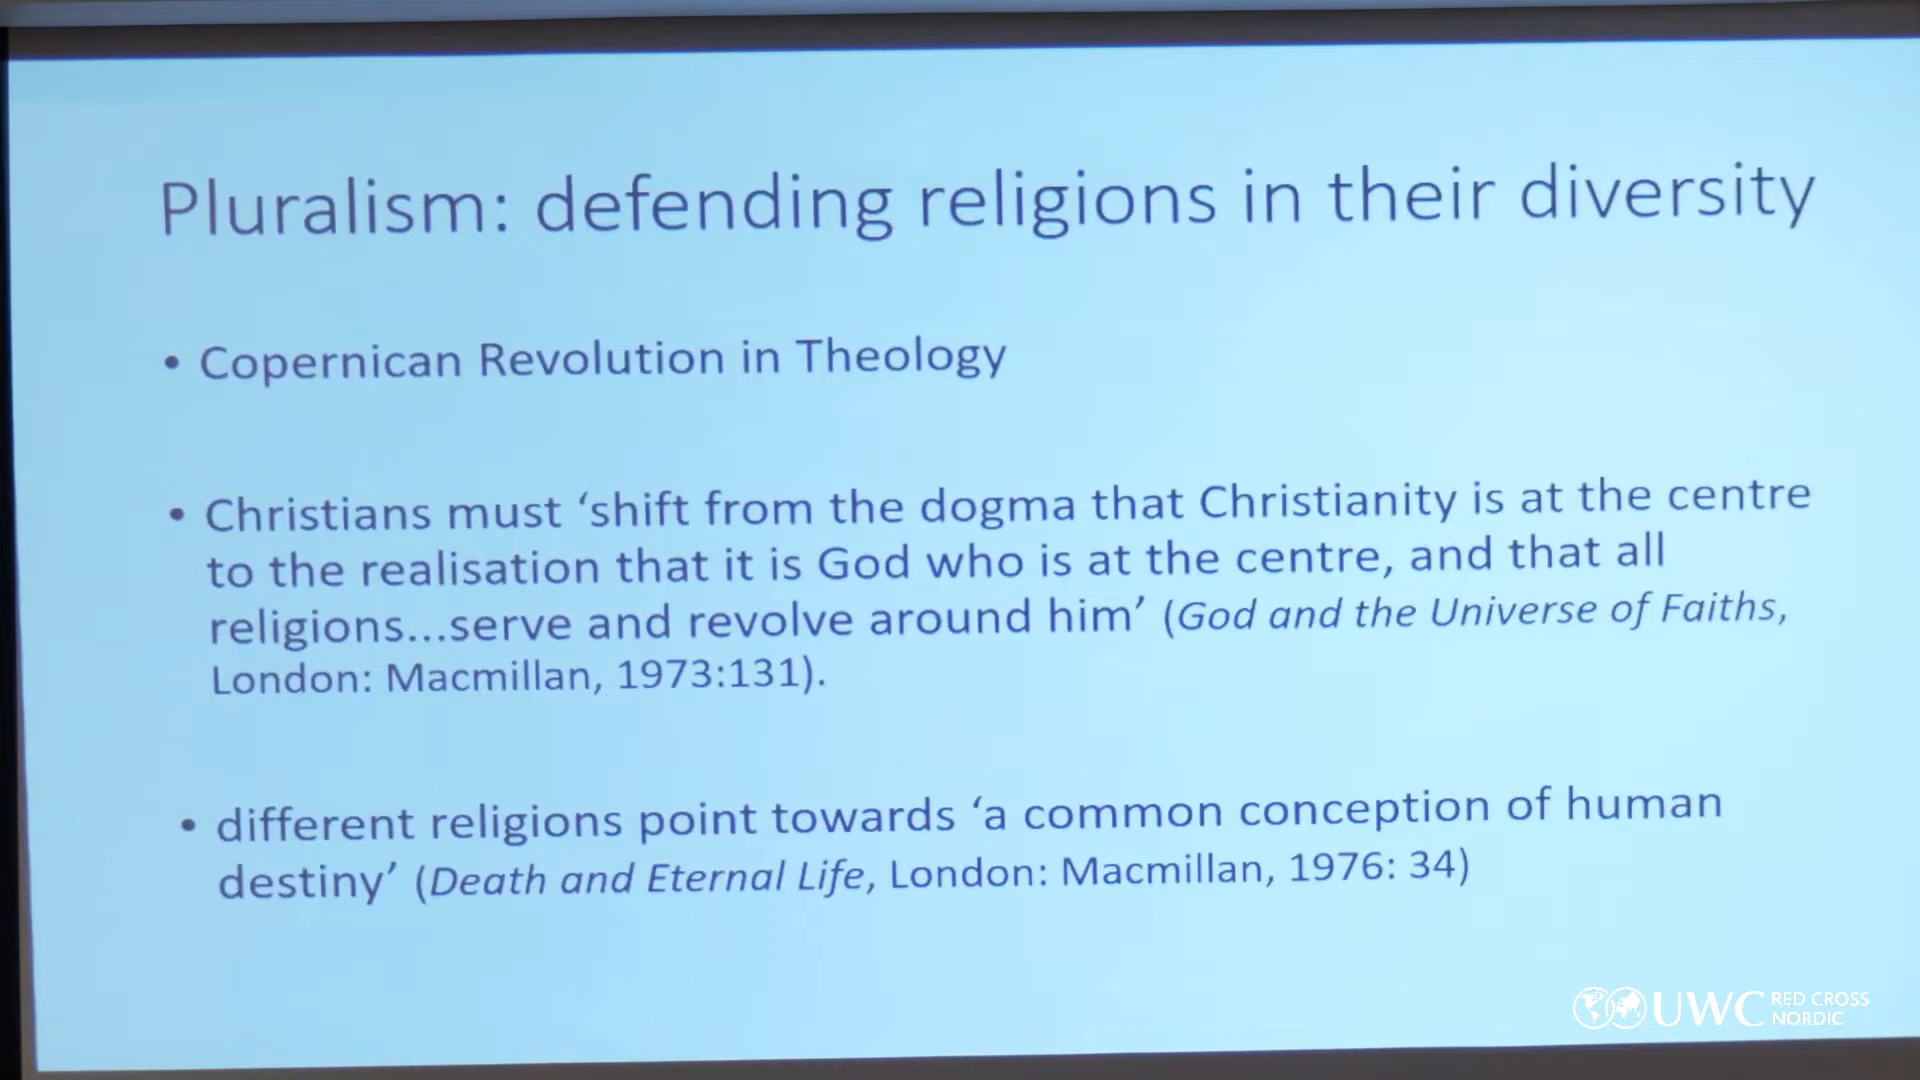 Pluralism: defending religions in their diversity
• Copernican Revolution in Theology
• Christians must ‘shift from the dogma that Christianity is at the centre
to the realisation that it is God who is at the centre, and that all
religions...serve and revolve around him’ (God and the Universe of Faiths,
London: Macmillan, 1973:131).
• different religions point towards ‘a common conception of human
destiny’ (Death and Eternal Life, London: Macmillan, 1976: 34)
UWC RED CROSS
NORDIC